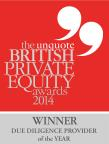 the unquote
BRITISH
PRIVATE
EQUITY
awards
2014
WINNER
DUE DILIGENCE PROVIDER
of the YEAR